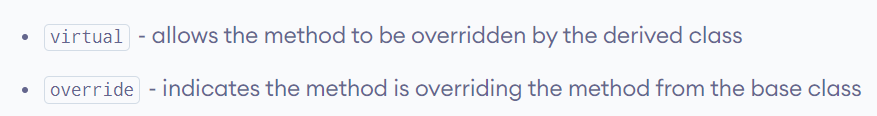 • virtual - allows the method to be overridden by the derived class
• override - indicates the method is overriding the method from the base class